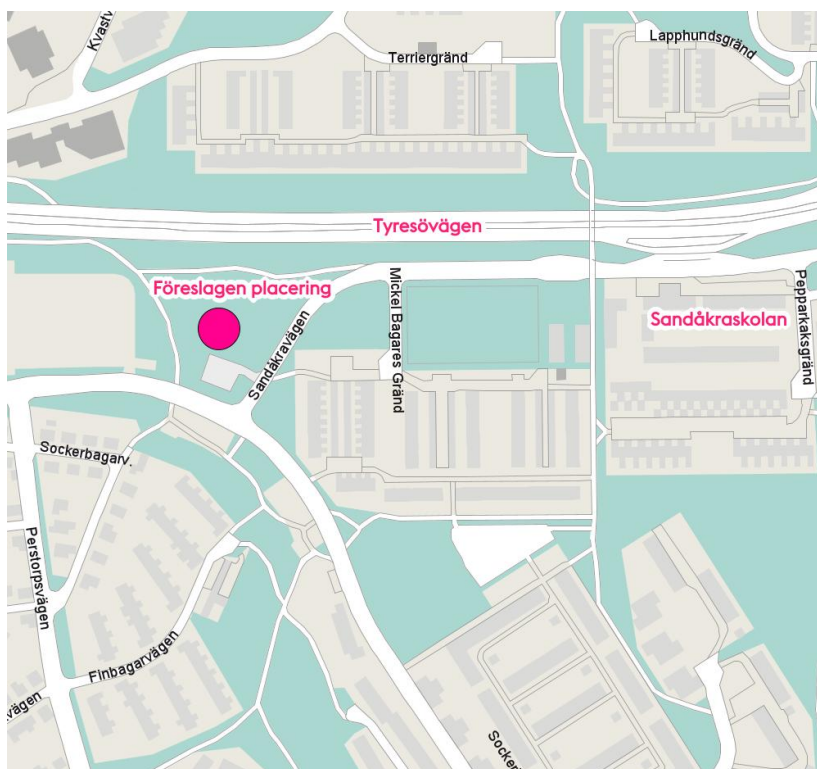 Kvastv
Terriergränd
Lapphundsgränd
Tyresövägen
Föreslagen placering
Mickel Bagares Gränd
Sandåkraskolan
Pepparkaksgränd
Sandåkravägen
Sockerbagarv.
Perstorpsvägen
Finbagarvägen
vägen
Socker